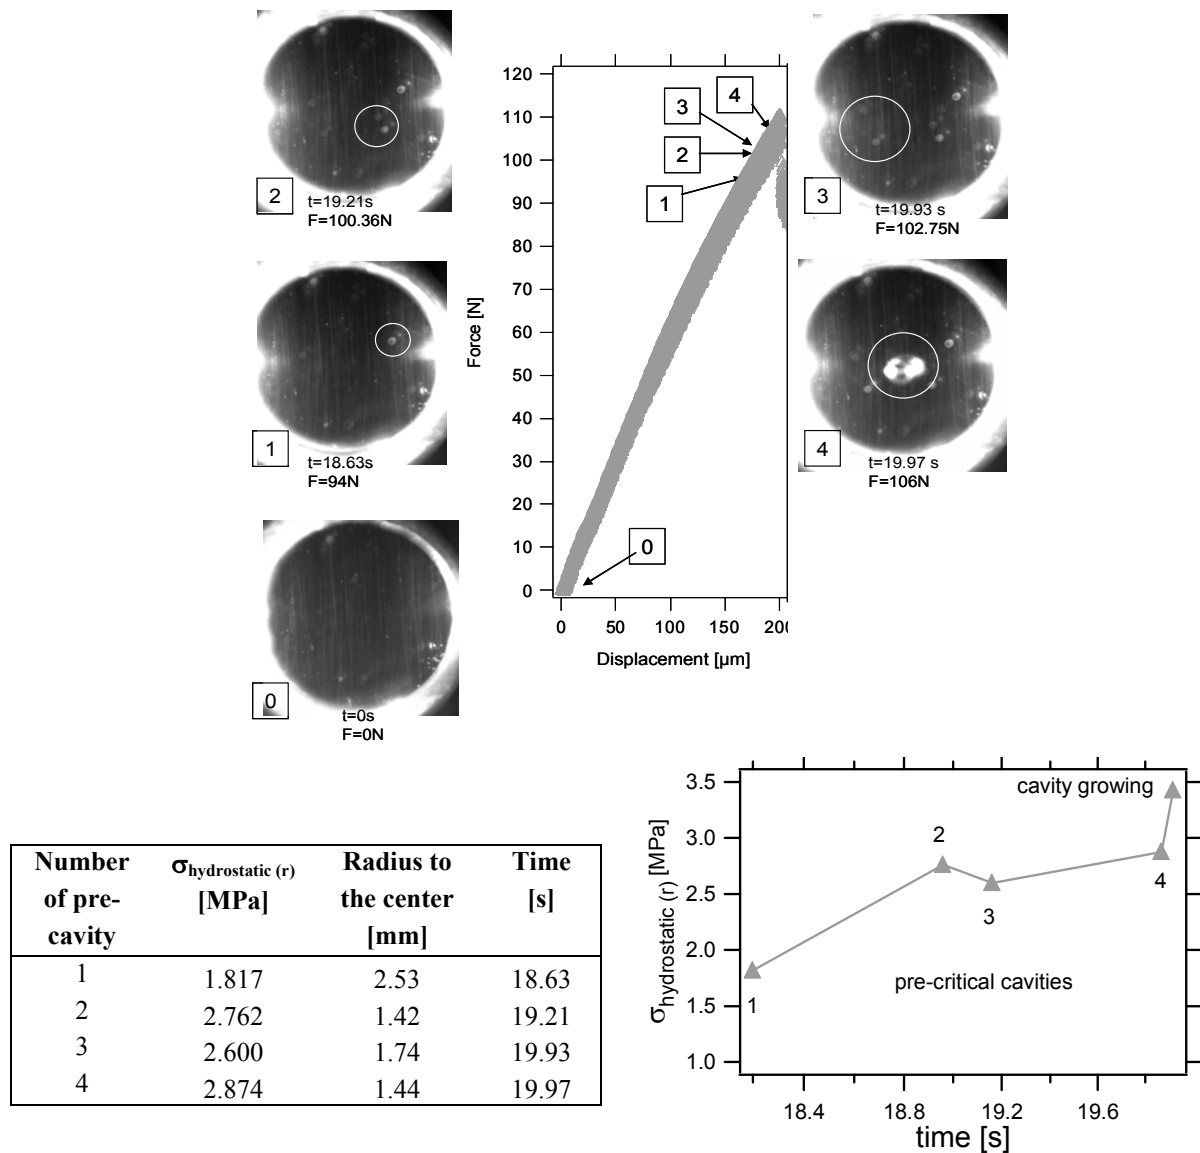 2
t=19.21s
F=100.36N
1
t=18.63s
F=94N
0
t=0s
F=0N
120
110
100
90
80
70
60
50
40
30
20
10
0
Force [N]
0 50 100 150 20
Displacement [µm]
3
4
2
1
0
3
t=19.93 s
F=102.75N
4
t=19.97 s
F=106N
Number of pre-cavity σhydrostatic (r) [MPa] Radius to the center [mm] Time [s]
1 1.817 2.53 18.63
2 2.762 1.42 19.21
3 2.600 1.74 19.93
4 2.874 1.44 19.97
σhydrostatic (r) [MPa]
3.5
3.0
2.5
2.0
1.5
1.0
cavity growing
2
3
4
1
pre-critical cavities
18.4 18.8 19.2 19.6
time [s]